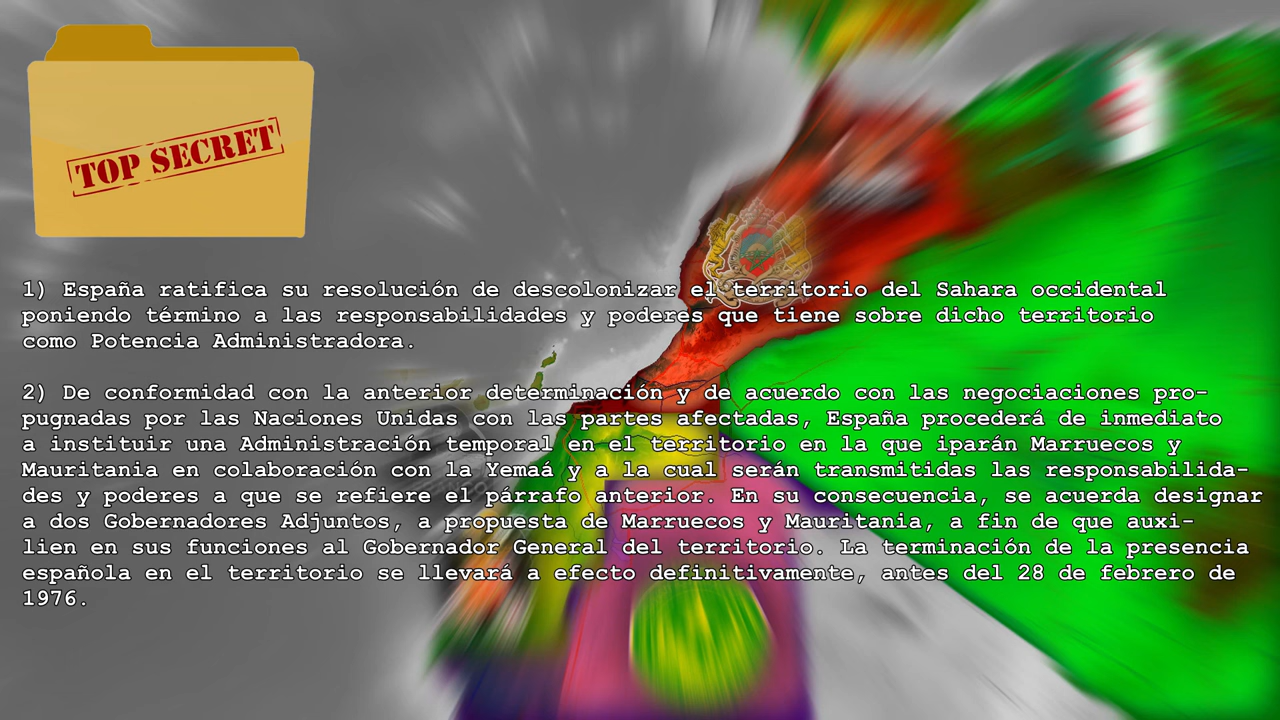 TOP SECRET
1) España ratifica su resolución de descolonizar el territorio del Sahara occidental
poniendo término a las responsabilidades y poderes que tiene sobre dicho territorio
como Potencia Administradora.
2) De conformidad con la anterior determinación y de acuerdo con las negociaciones pro-
pugnadas por las Naciones Unidas con las partes afectadas, España procederá de inmediato
a instituir una Administración temporal en el territorio en la que iparán Marruecos y
Mauritania en colaboración con la Yemaá y a la cual serán transmitidas las responsabilida-
des y poderes a que se refiere el párrafo anterior. En su consecuencia, se acuerda designar
a dos Gobernadores Adjuntos, a propuesta de Marruecos y Mauritania, a fin de que auxi-
lien en sus funciones al Gobernador General del territorio. La terminación de la presencia
española en el territorio se llevará a efecto definitivamente, antes del 28 de febrero de
1976.